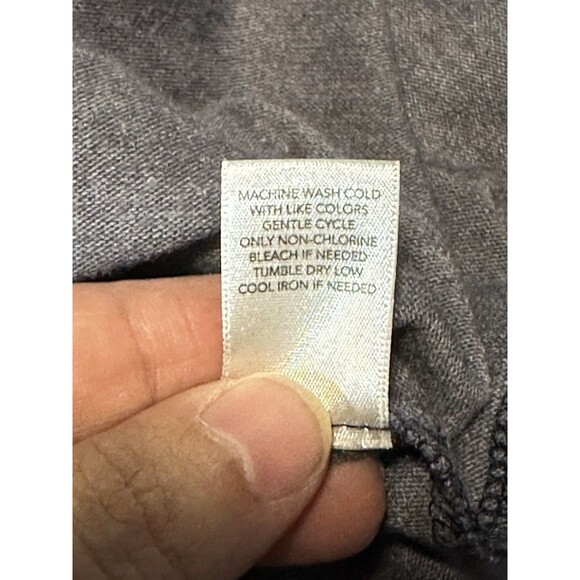 MACHINE WASH COLD
WITH LIKE COLORS
GENTLE CYCLE
ONLY NON-CHLORINE
BLEACH IF NEEDED
TUMBLE DRY LOW
COOL IRON IF NEEDED